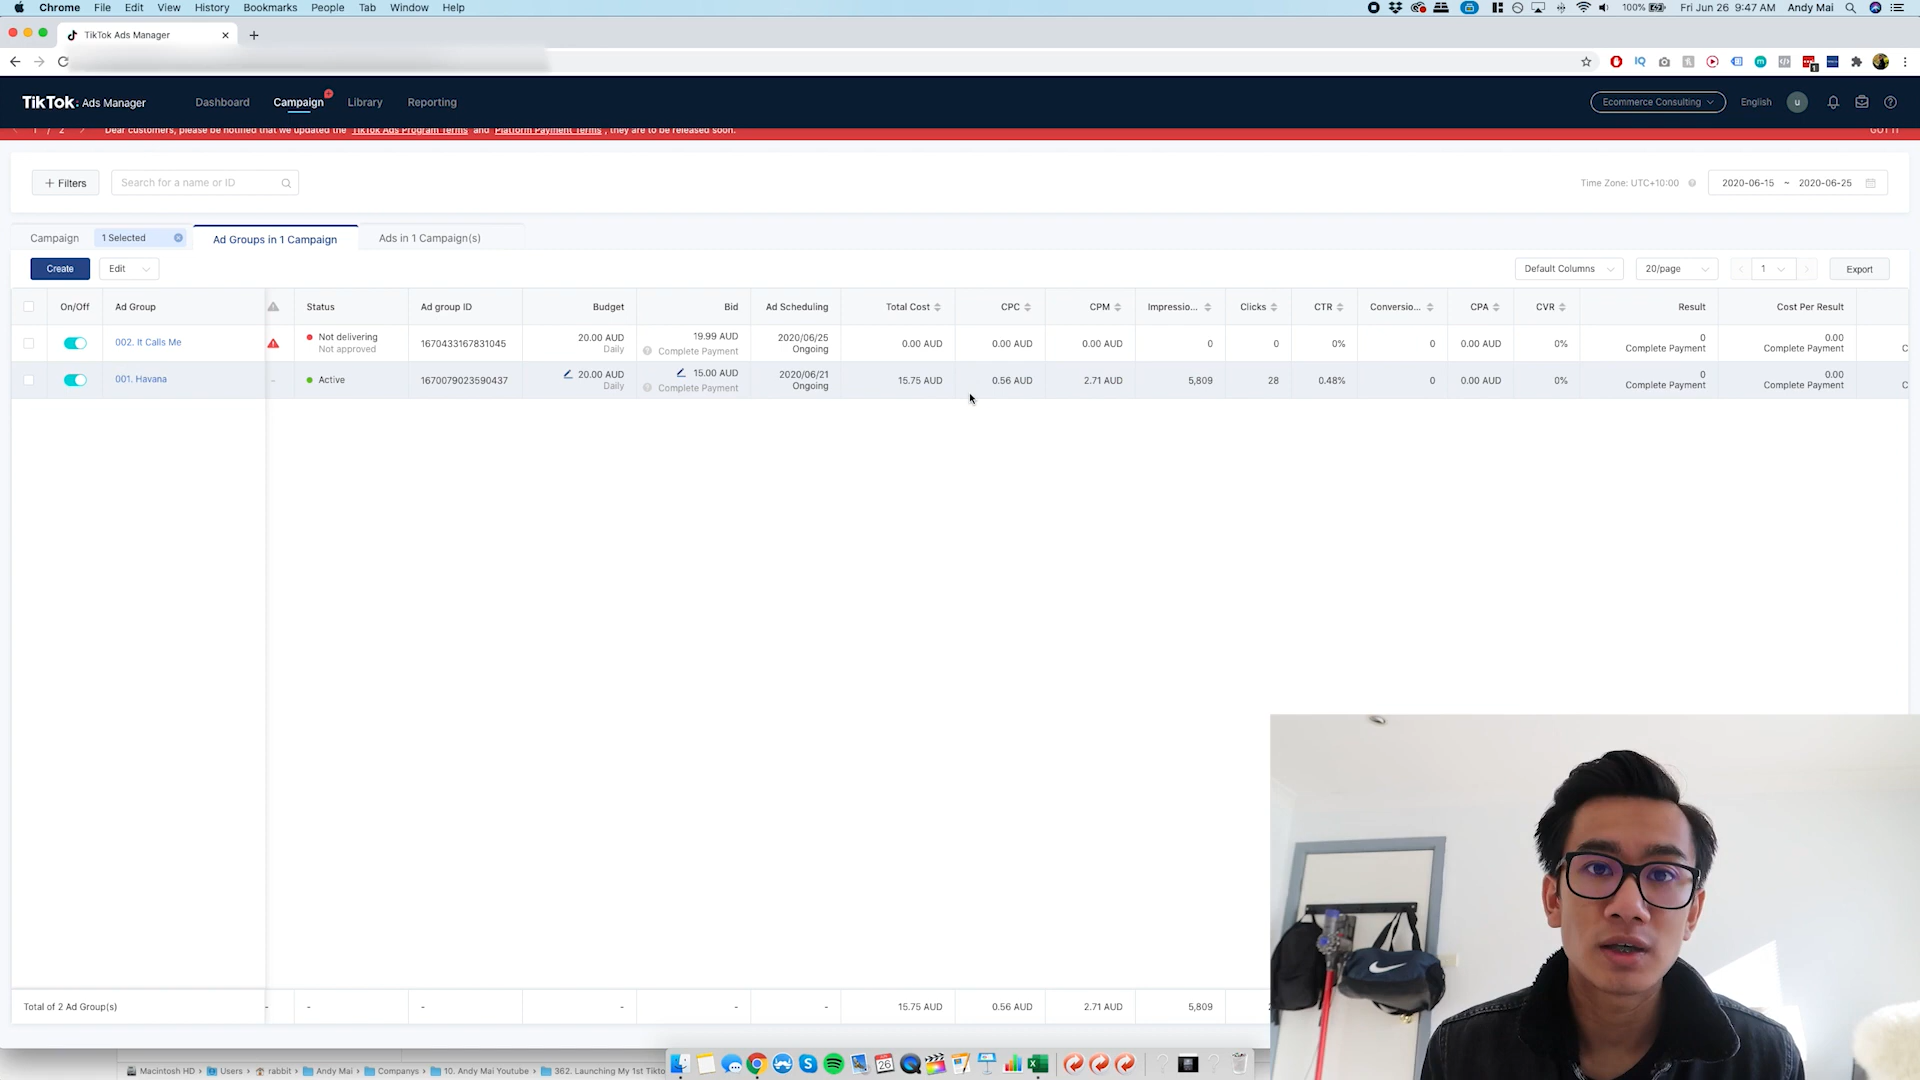 Chrome File Edit View History Bookmarks People Tab Window Help
100% Fri Jun 26 9:47 AM Andy Mai
TikTok Ads Manager
TikTok: Ads Manager Dashboard Campaign Library Reporting
Ecommerce Consulting English u
1 / 2 Dear customers, please be notified that we updated the TikTok Ads Program Terms and Platform Payment Terms , they are to be released soon. GOT IT
+ Filters Search for a name or ID
Time Zone: UTC+10:00 2020-06-15 ~ 2020-06-25
Campaign 1 Selected Ad Groups in 1 Campaign Ads in 1 Campaign(s)
Create Edit Default Columns 20/page 1 Export
On/Off Ad Group Status Ad group ID Budget Bid Ad Scheduling Total Cost CPC CPM Impressio... Clicks CTR Conversio... CPA CVR Result Cost Per Result
002. It Calls Me Not delivering 1670433167831045 20.00 AUD 19.99 AUD 2020/06/25 0.00 AUD 0.00 AUD 0.00 AUD 0 0 0% 0 0.00 AUD 0% 0 0.00
Not approved Daily Complete Payment Ongoing Complete Payment Complete Payment C
001. Havana - Active 1670079023590437 20.00 AUD 15.00 AUD 2020/06/21 15.75 AUD 0.56 AUD 2.71 AUD 5,809 28 0.48% 0 0.00 AUD 0% 0 0.00
Daily Complete Payment Ongoing Complete Payment Complete Payment C
Total of 2 Ad Group(s) - - - - - - 15.75 AUD 0.56 AUD 2.71 AUD 5,809
Macintosh HD › Users › rabbit › Andy Mai › Companys › 10. Andy Mai Youtube › 362. Launching My 1st Tikto
26